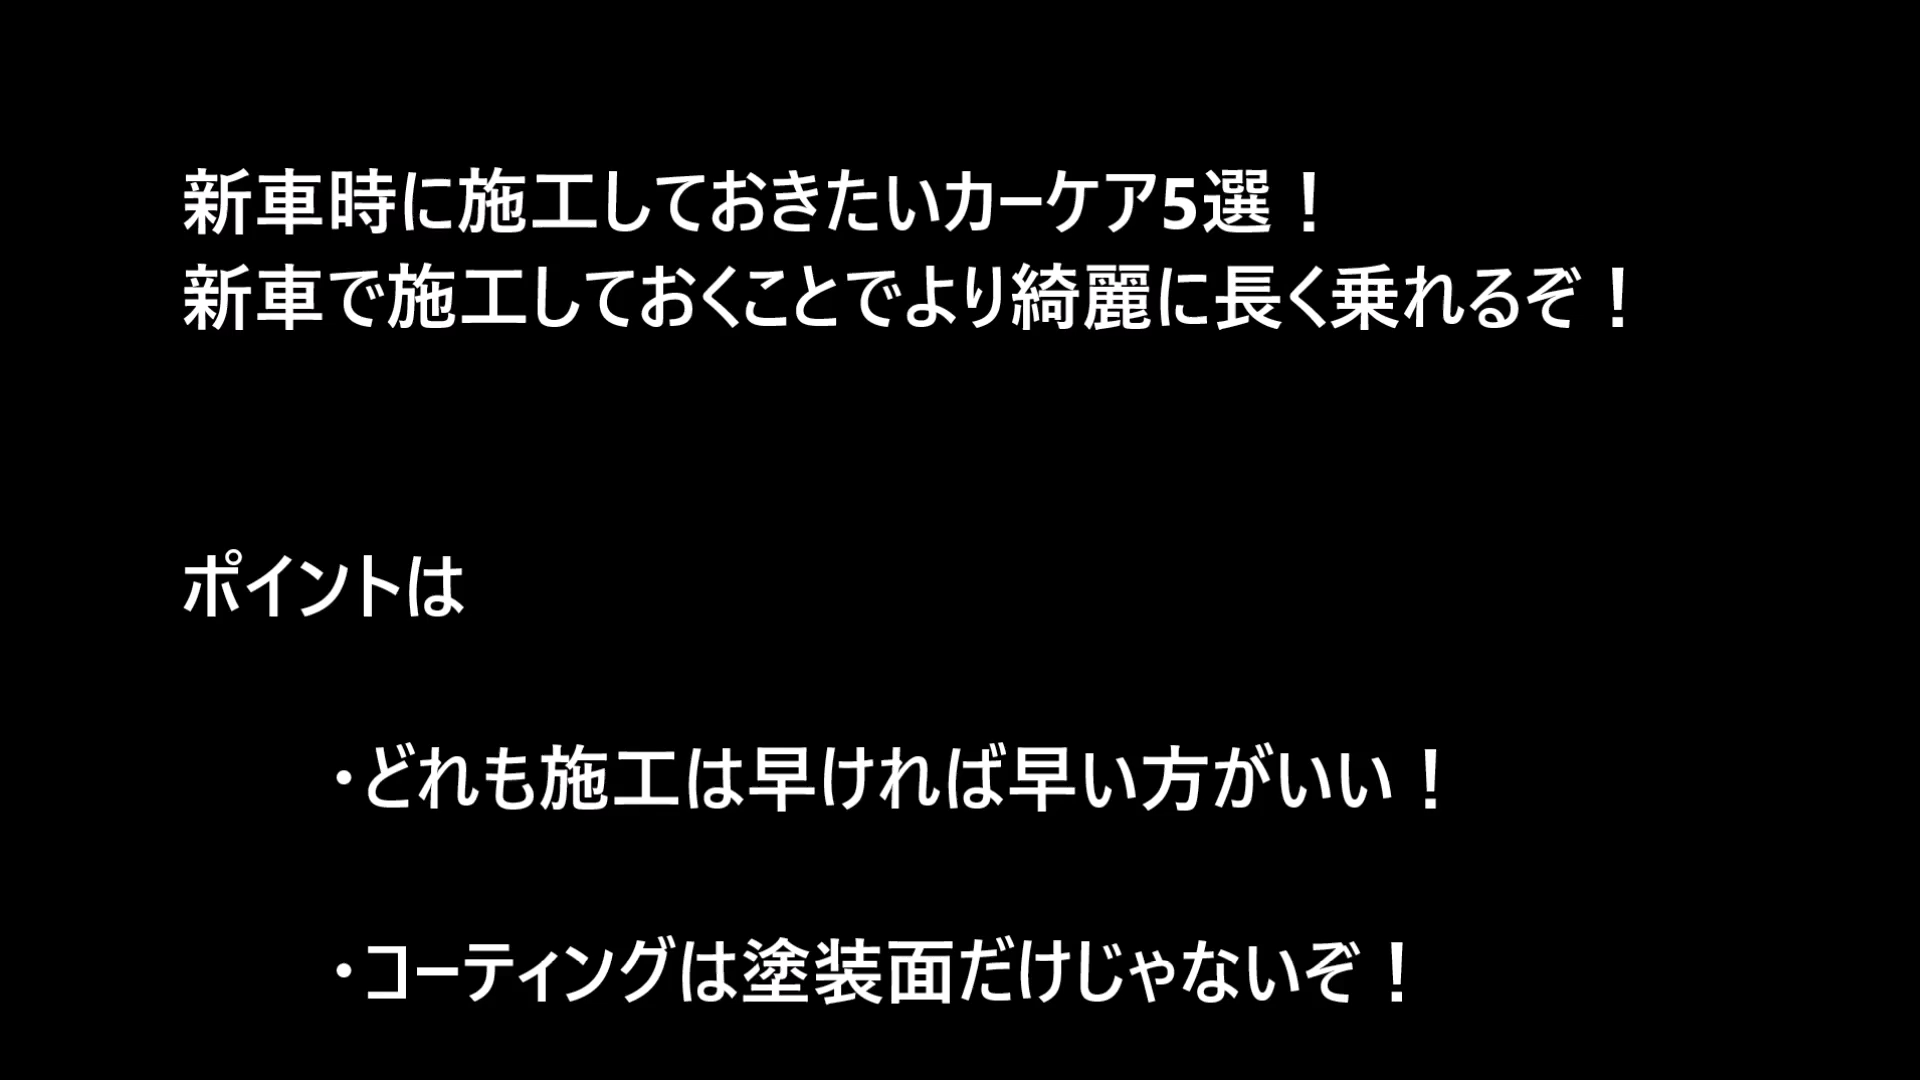 新車時に施工しておきたいカーケア5選！
新車で施工しておくことでより綺麗に長く乗れるぞ！
ポイントは
・どれも施工は早ければ早い方がいい！
・コーティングは塗装面だけじゃないぞ！